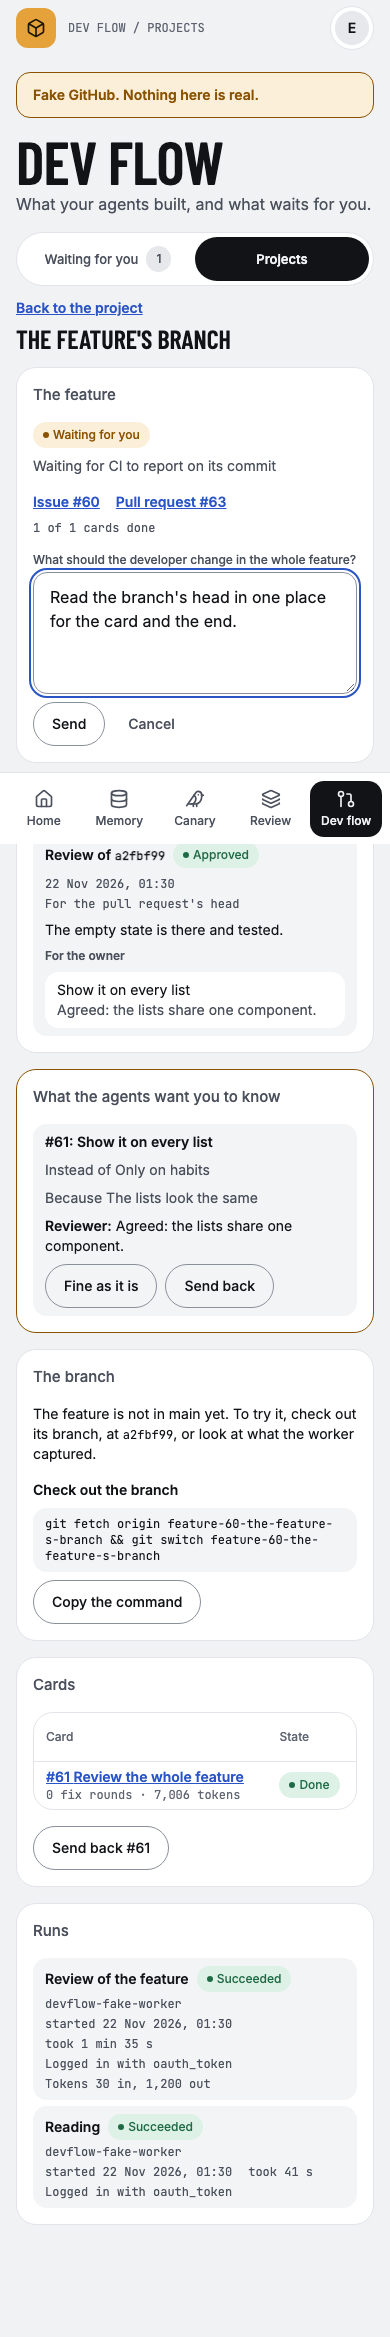 DEV FLOW / PROJECTS
E
Fake GitHub. Nothing here is real.
DEV FLOW
What your agents built, and what waits for you.
Waiting for you 1
Projects
Back to the project
THE FEATURE'S BRANCH
The feature
Waiting for you
Waiting for CI to report on its commit
Issue #60 Pull request #63
1 of 1 cards done
What should the developer change in the whole feature?
Read the branch's head in one place
for the card and the end.
Send Cancel
Home Memory Canary Review Dev flow
Review of a2fbf99 Approved
22 Nov 2026, 01:30
For the pull request's head
The empty state is there and tested.
For the owner
Show it on every list
Agreed: the lists share one component.
What the agents want you to know
#61: Show it on every list
Instead of Only on habits
Because The lists look the same
Reviewer: Agreed: the lists share one
component.
Fine as it is Send back
The branch
The feature is not in main yet. To try it, check out
its branch, at a2fbf99, or look at what the worker
captured.
Check out the branch
git fetch origin feature-60-the-feature-
s-branch && git switch feature-60-the-
feature-s-branch
Copy the command
Cards
Card State
#61 Review the whole feature Done
0 fix rounds · 7,006 tokens
Send back #61
Runs
Review of the feature Succeeded
devflow-fake-worker
started 22 Nov 2026, 01:30
took 1 min 35 s
Logged in with oauth_token
Tokens 30 in, 1,200 out
Reading Succeeded
devflow-fake-worker
started 22 Nov 2026, 01:30 took 41 s
Logged in with oauth_token